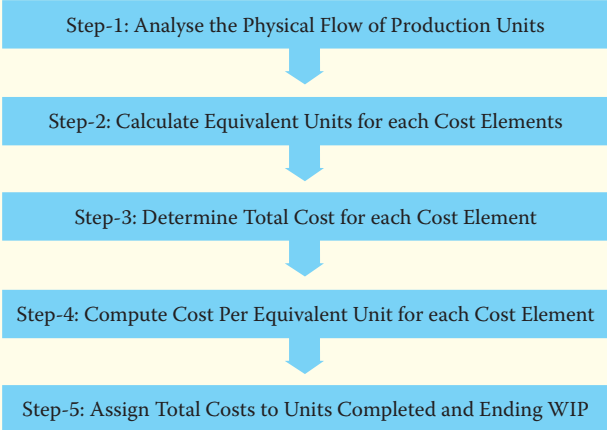 Step-1: Analyse the Physical Flow of Production Units
Step-2: Calculate Equivalent Units for each Cost Elements
Step-3: Determine Total Cost for each Cost Element
Step-4: Compute Cost Per Equivalent Unit for each Cost Element
Step-5: Assign Total Costs to Units Completed and Ending WIP